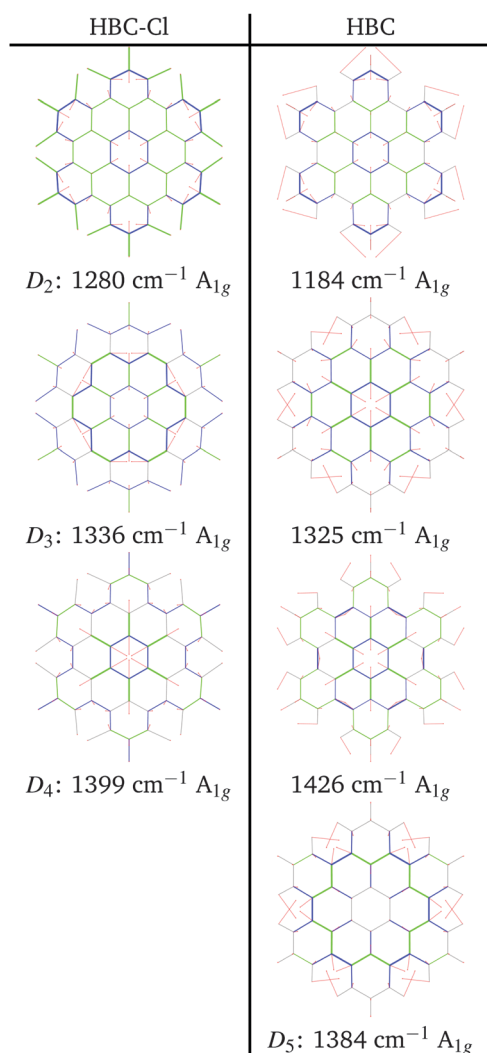 HBC-Cl HBC
D₂: 1280 cm⁻¹ A₁g 1184 cm⁻¹ A₁g
D₃: 1336 cm⁻¹ A₁g 1325 cm⁻¹ A₁g
D₄: 1399 cm⁻¹ A₁g 1426 cm⁻¹ A₁g
D₅: 1384 cm⁻¹ A₁g